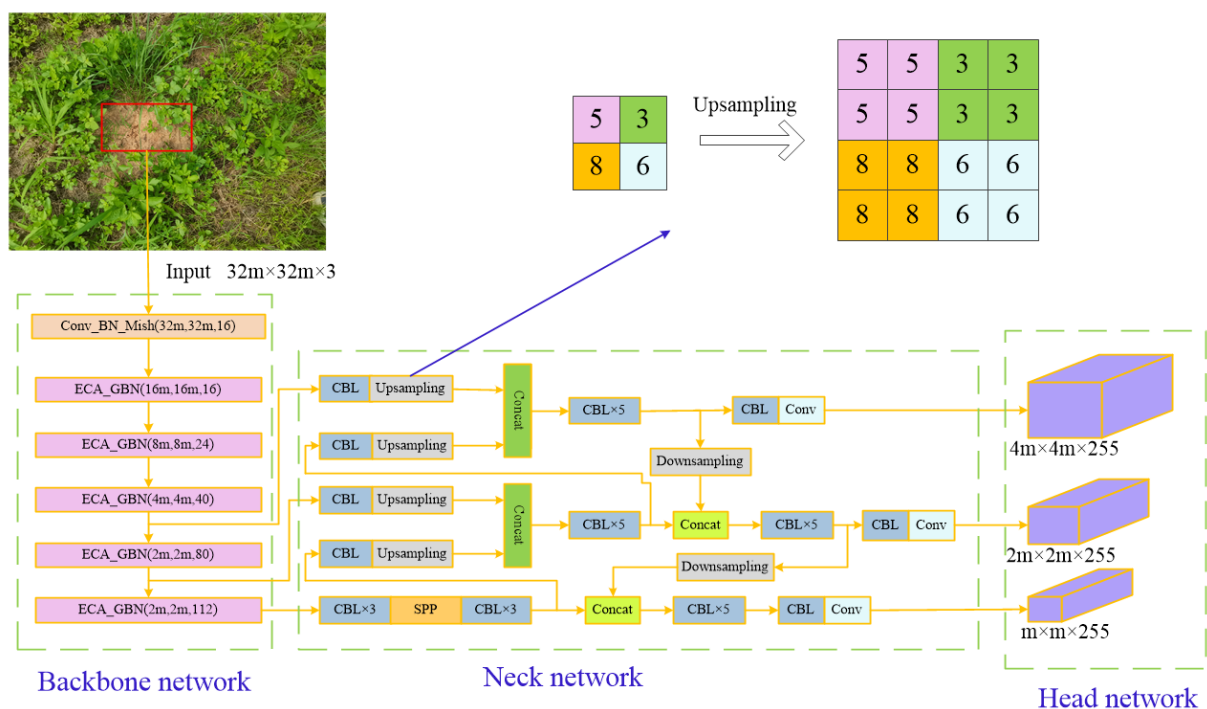 5 3
8 6
Upsampling
5 5 3 3
5 5 3 3
8 8 6 6
8 8 6 6
Input 32m×32m×3
Conv_BN_Mish(32m,32m,16)
ECA_GBN(16m,16m,16)
ECA_GBN(8m,8m,24)
ECA_GBN(4m,4m,40)
ECA_GBN(2m,2m,80)
ECA_GBN(2m,2m,112)
Backbone network
CBL Upsampling
CBL Upsampling
Concat
CBL×5
CBL Conv
Downsampling
CBL Upsampling
CBL Upsampling
Concat
CBL×5
Concat
CBL×5
CBL Conv
Downsampling
CBL×3 SPP CBL×3
Concat
CBL×5
CBL Conv
Neck network
4m×4m×255
2m×2m×255
m×m×255
Head network